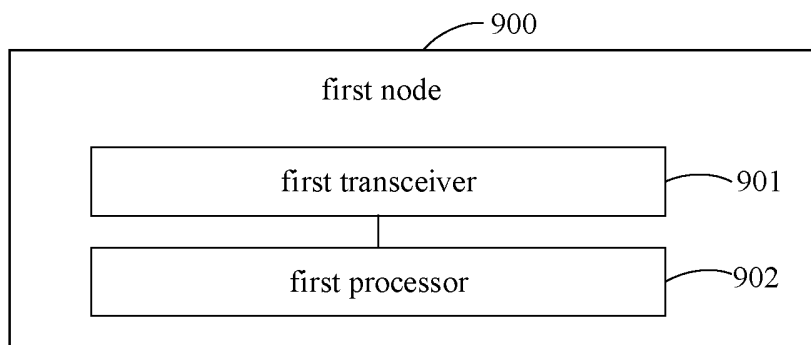 900
first node
first transceiver
901
first processor
902